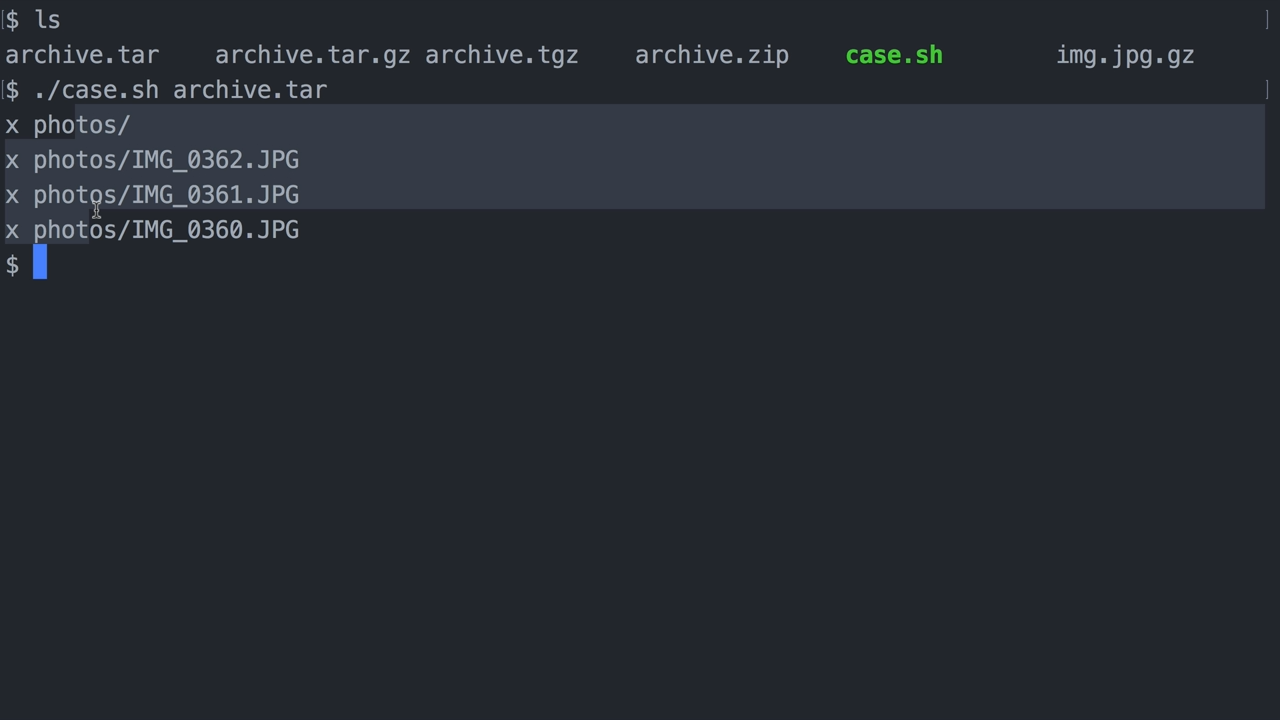 [$ ls ]
archive.tar archive.tar.gz archive.tgz archive.zip case.sh img.jpg.gz
[$ ./case.sh archive.tar ]
x photos/
x photos/IMG_0362.JPG
x photos/IMG_0361.JPG
x photos/IMG_0360.JPG
$